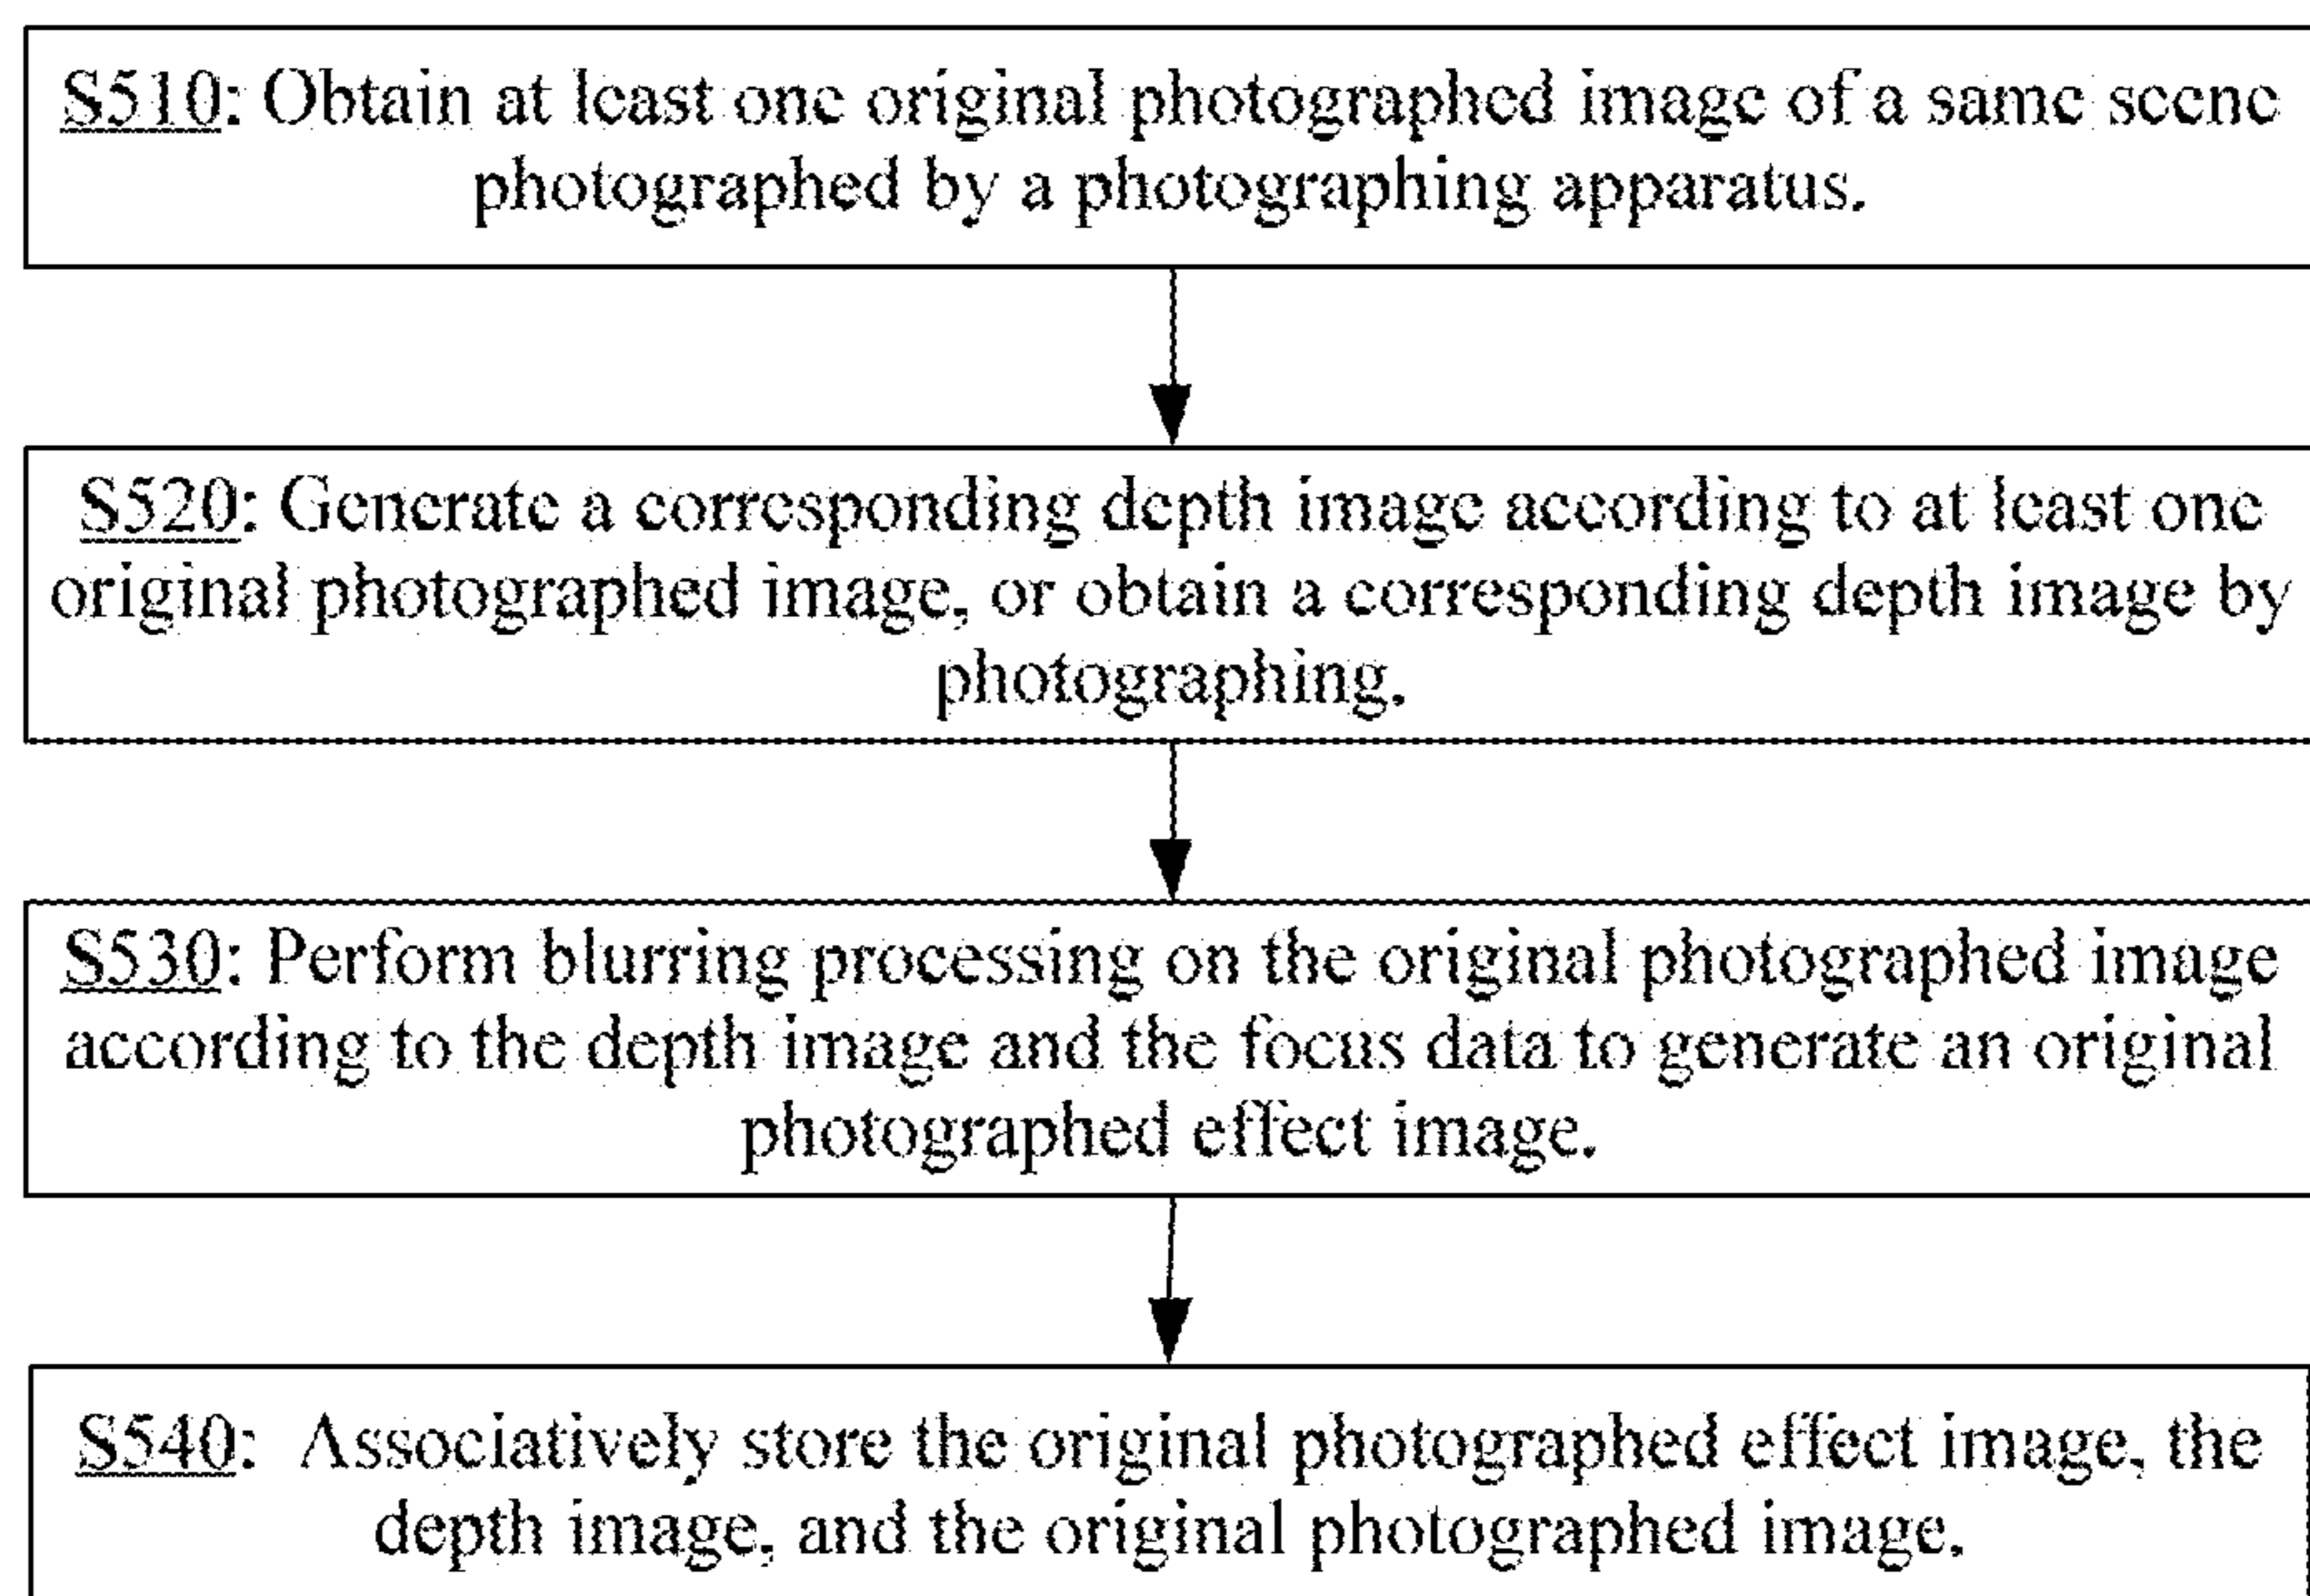 S510: Obtain at least one original photographed image of a same scene
photographed by a photographing apparatus.
S520: Generate a corresponding depth image according to at least one
original photographed image, or obtain a corresponding depth image by
photographing.
S530: Perform blurring processing on the original photographed image
according to the depth image and the focus data to generate an original
photographed effect image.
S540: Associatively store the original photographed effect image, the
depth image, and the original photographed image.